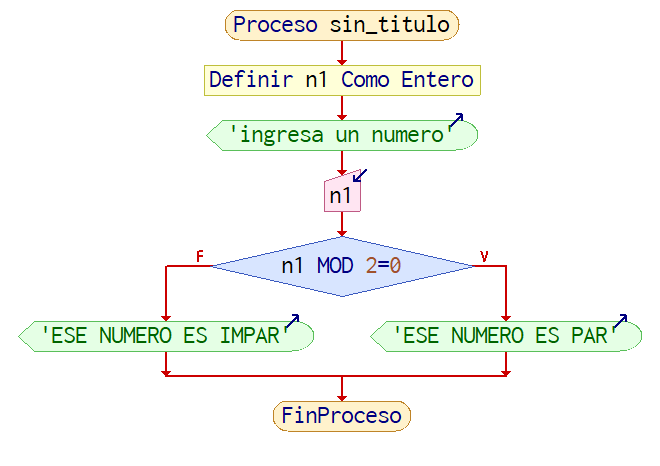 Proceso sin_titulo
Definir n1 Como Entero
'ingresa un numero'
n1
F
n1 MOD 2=0
V
'ESE NUMERO ES IMPAR'
'ESE NUMERO ES PAR'
FinProceso